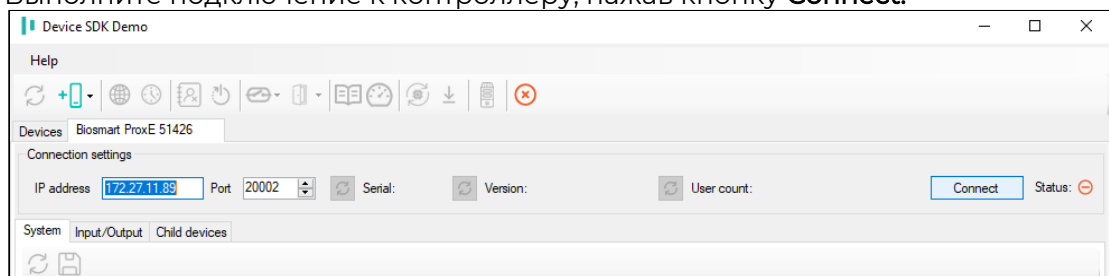 Выполните подключение к контроллеру, нажав кнопку Connect.
Device SDK Demo
Help
Devices Biosmart ProxE 51426
Connection settings
IP address 172.27.11.89 Port 20002 Serial: Version: User count: Connect Status:
System Input/Output Child devices